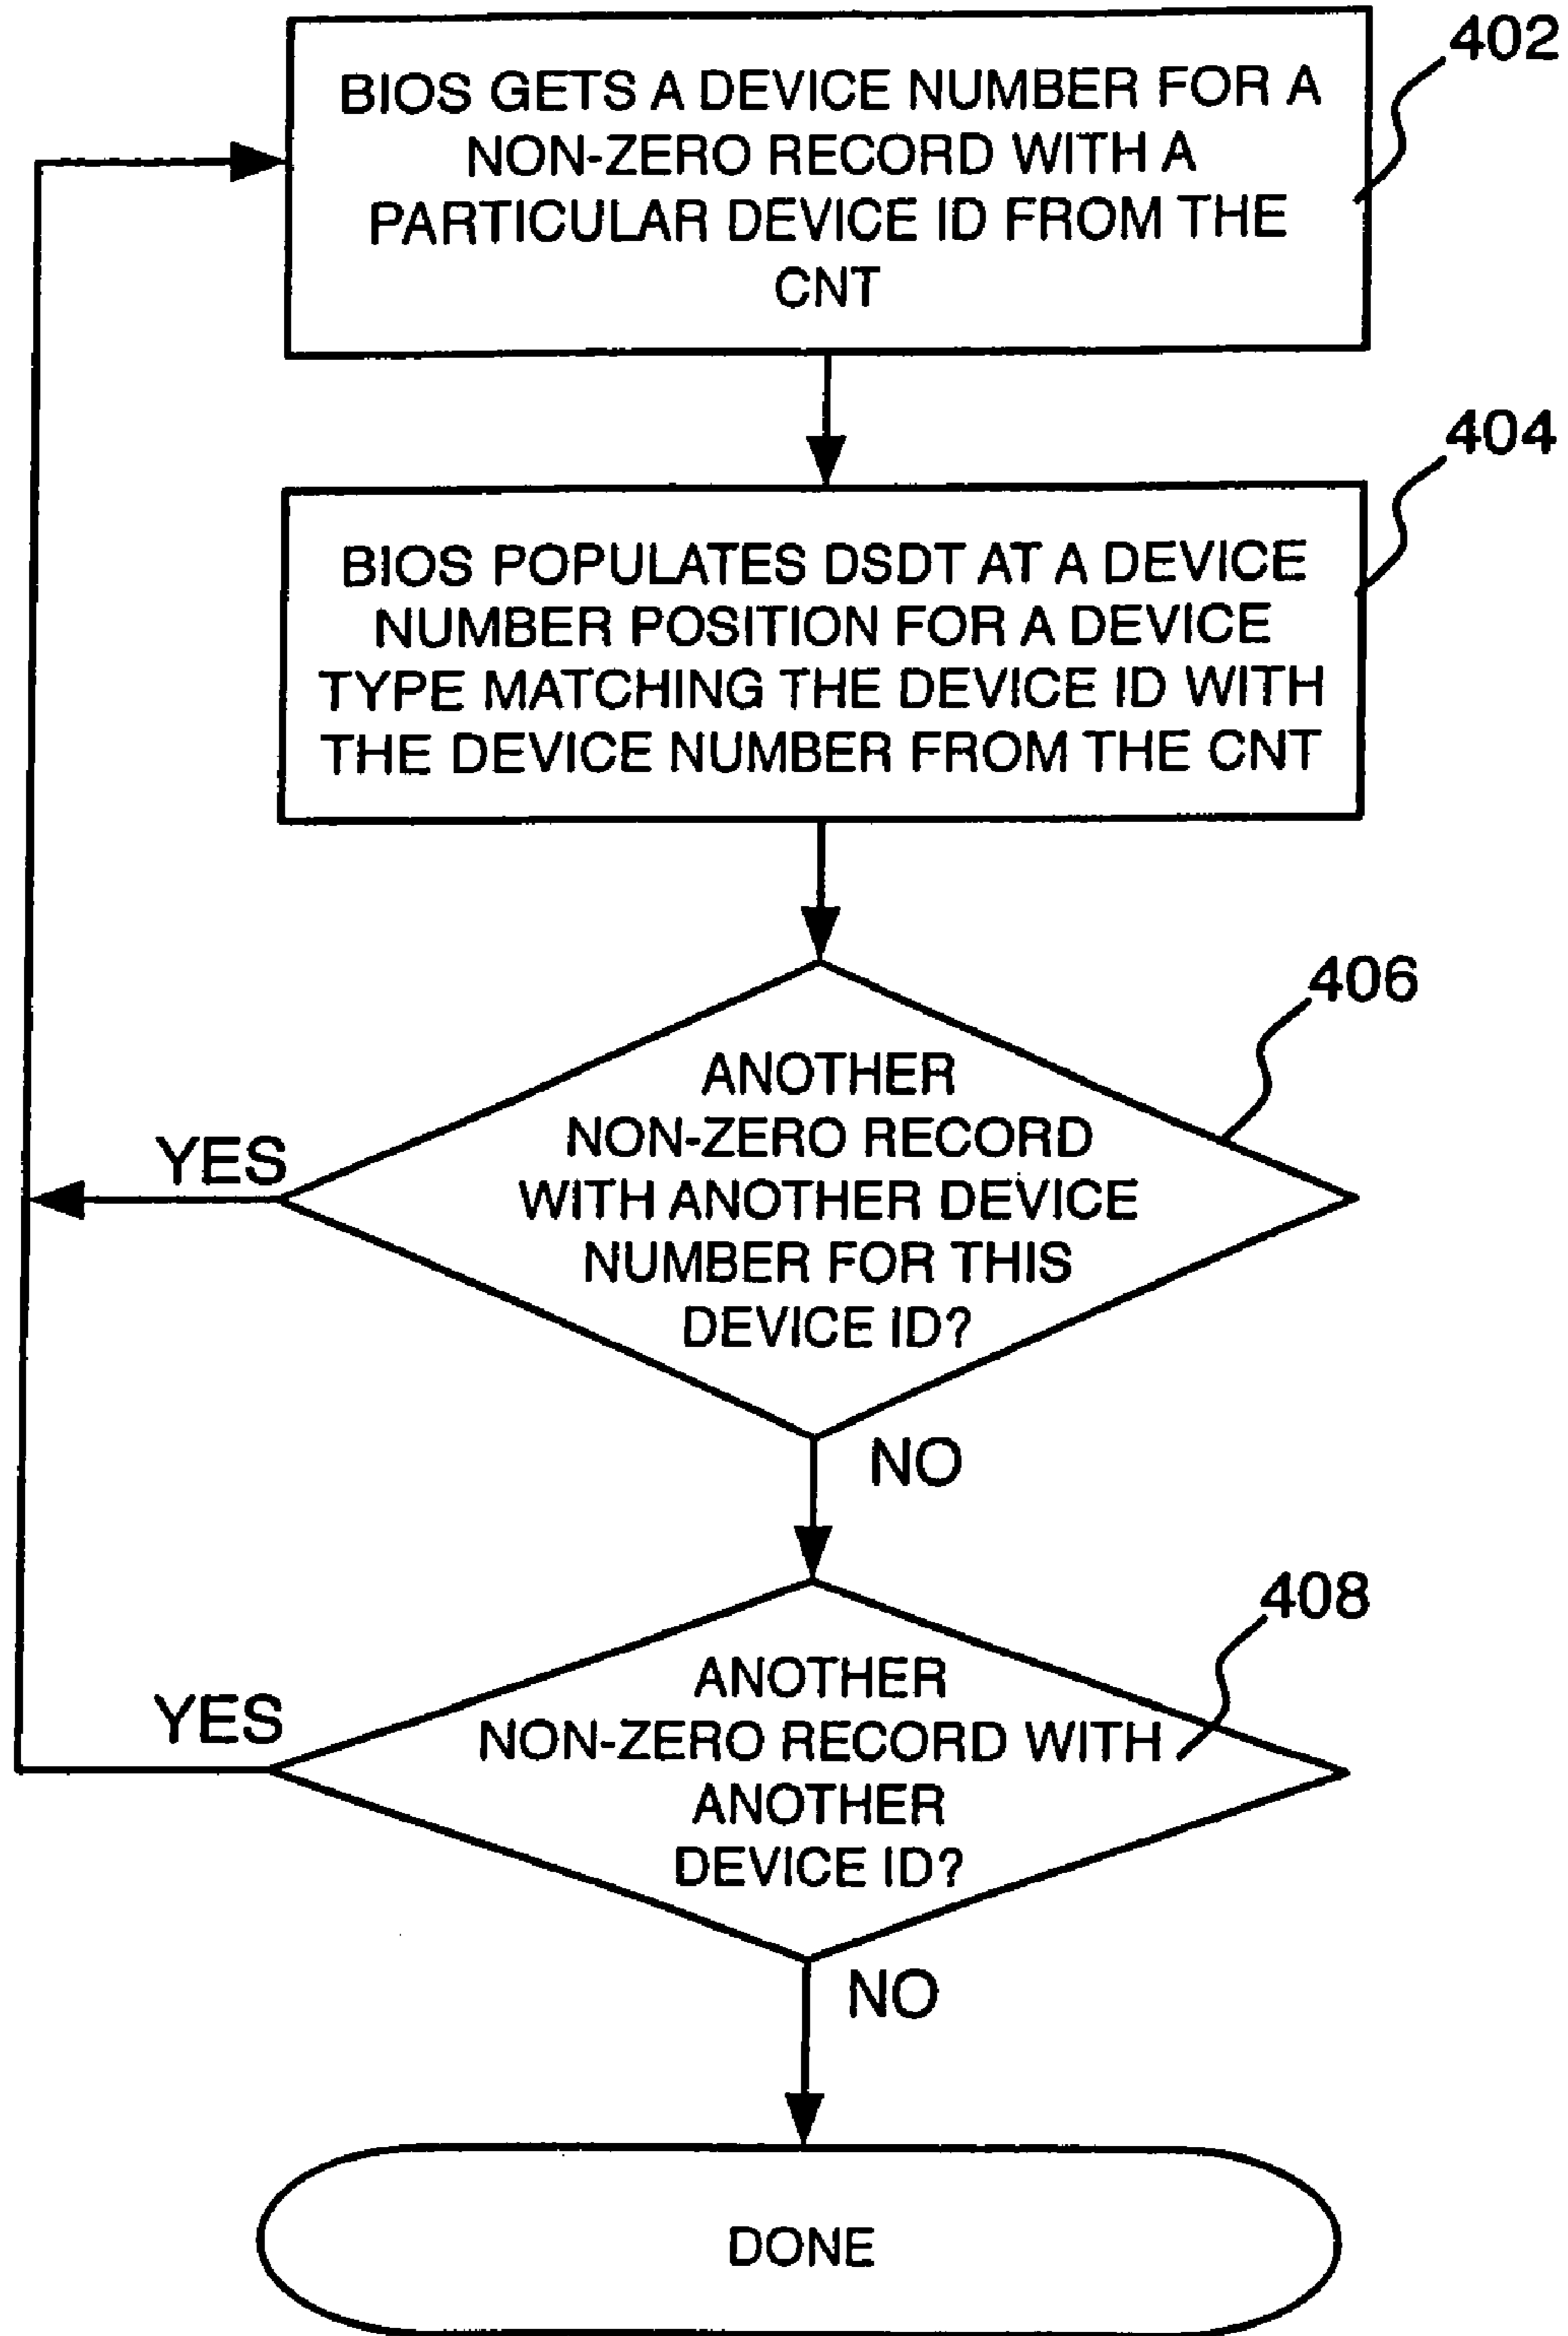 402
BIOS GETS A DEVICE NUMBER FOR A
NON-ZERO RECORD WITH A
PARTICULAR DEVICE ID FROM THE
CNT
404
BIOS POPULATES DSDT AT A DEVICE
NUMBER POSITION FOR A DEVICE
TYPE MATCHING THE DEVICE ID WITH
THE DEVICE NUMBER FROM THE CNT
406
ANOTHER
NON-ZERO RECORD
WITH ANOTHER DEVICE
NUMBER FOR THIS
DEVICE ID?
YES
NO
408
ANOTHER
NON-ZERO RECORD WITH
ANOTHER
DEVICE ID?
YES
NO
DONE